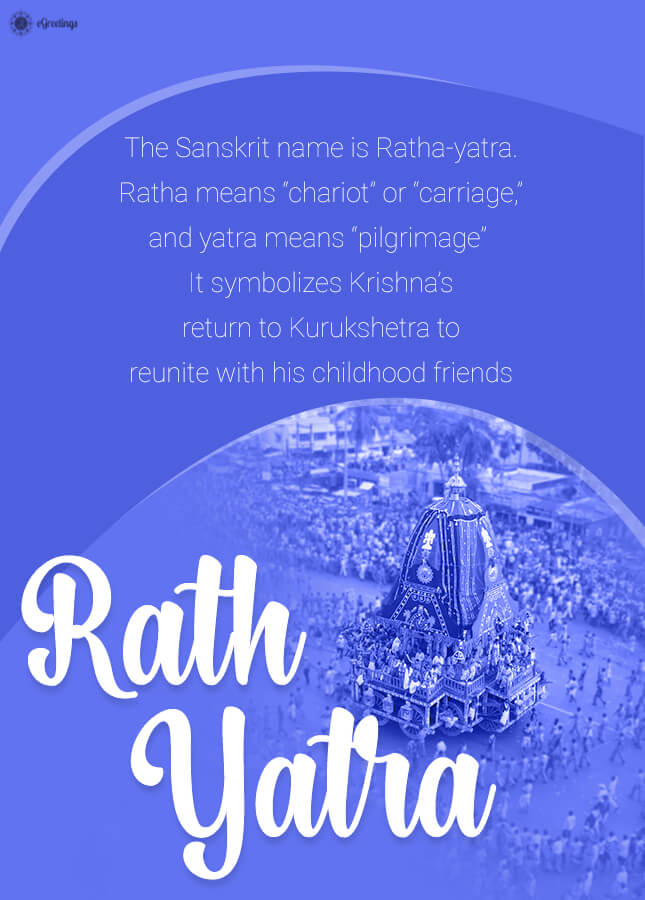 eGreetings
The Sanskrit name is Ratha-yatra.
Ratha means “chariot” or “carriage,”
and yatra means “pilgrimage”
It symbolizes Krishna’s
return to Kurukshetra to
reunite with his childhood friends
Rath
Yatra